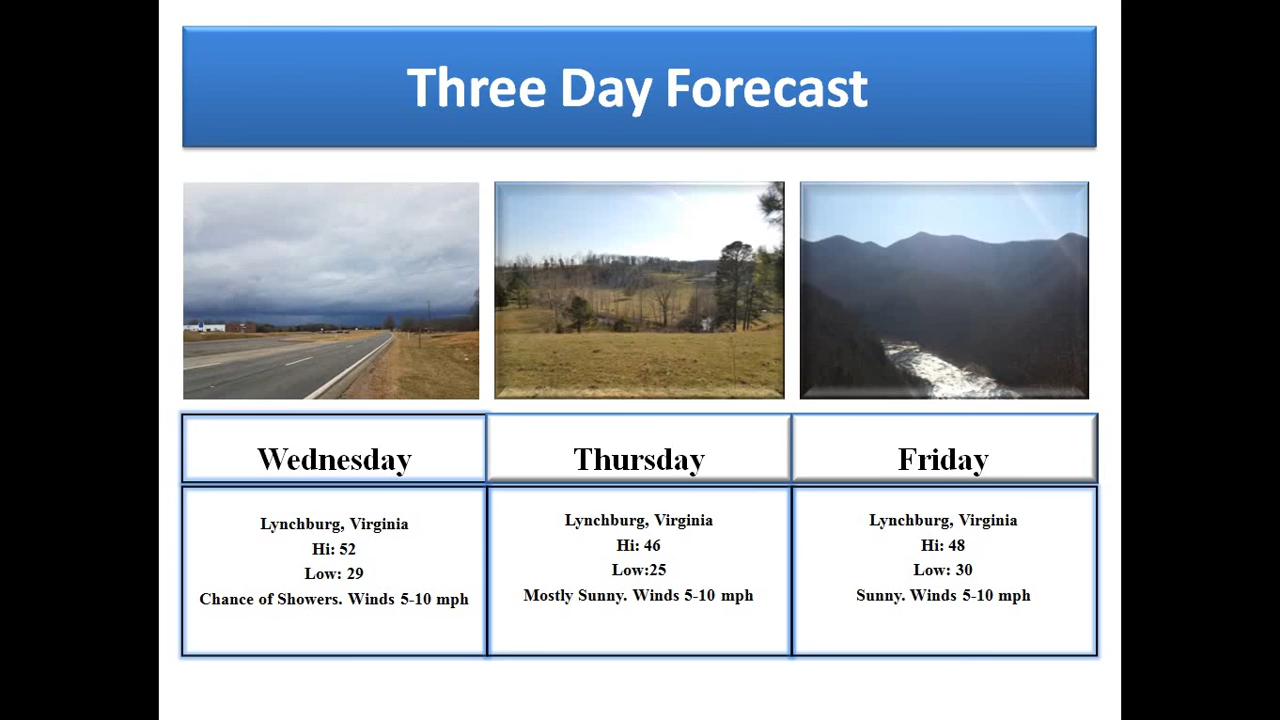 Three Day Forecast
Wednesday
Thursday
Friday
Lynchburg, Virginia
Hi: 52
Low: 29
Chance of Showers. Winds 5-10 mph
Lynchburg, Virginia
Hi: 46
Low:25
Mostly Sunny. Winds 5-10 mph
Lynchburg, Virginia
Hi: 48
Low: 30
Sunny. Winds 5-10 mph